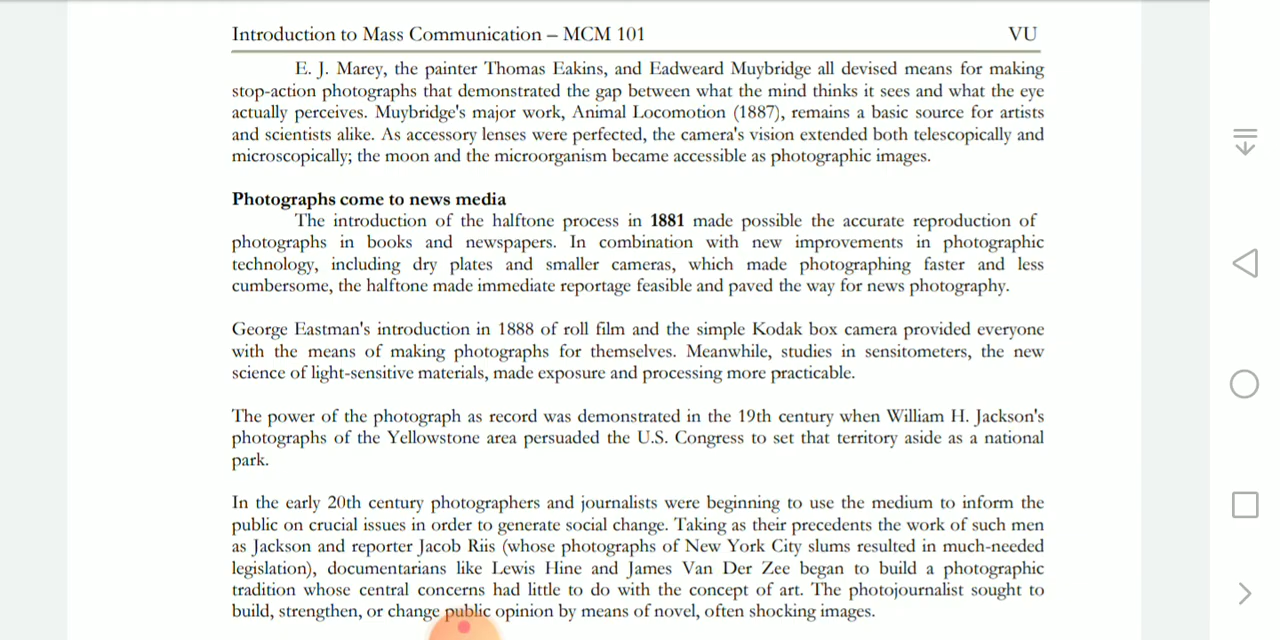 Introduction to Mass Communication – MCM 101 VU
E. J. Marey, the painter Thomas Eakins, and Eadweard Muybridge all devised means for making
stop-action photographs that demonstrated the gap between what the mind thinks it sees and what the eye
actually perceives. Muybridge's major work, Animal Locomotion (1887), remains a basic source for artists
and scientists alike. As accessory lenses were perfected, the camera's vision extended both telescopically and
microscopically; the moon and the microorganism became accessible as photographic images.
Photographs come to news media
The introduction of the halftone process in 1881 made possible the accurate reproduction of
photographs in books and newspapers. In combination with new improvements in photographic
technology, including dry plates and smaller cameras, which made photographing faster and less
cumbersome, the halftone made immediate reportage feasible and paved the way for news photography.
George Eastman's introduction in 1888 of roll film and the simple Kodak box camera provided everyone
with the means of making photographs for themselves. Meanwhile, studies in sensitometers, the new
science of light-sensitive materials, made exposure and processing more practicable.
The power of the photograph as record was demonstrated in the 19th century when William H. Jackson's
photographs of the Yellowstone area persuaded the U.S. Congress to set that territory aside as a national
park.
In the early 20th century photographers and journalists were beginning to use the medium to inform the
public on crucial issues in order to generate social change. Taking as their precedents the work of such men
as Jackson and reporter Jacob Riis (whose photographs of New York City slums resulted in much-needed
legislation), documentarians like Lewis Hine and James Van Der Zee began to build a photographic
tradition whose central concerns had little to do with the concept of art. The photojournalist sought to
build, strengthen, or change public opinion by means of novel, often shocking images.